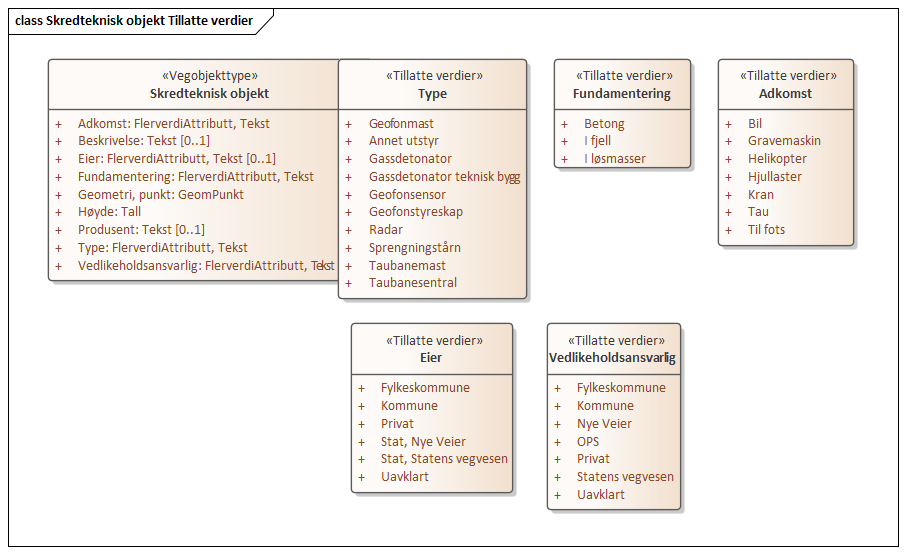 class Skredteknisk objekt Tillatte verdier
«Vegobjekttype»
Skredteknisk objekt
+ Adkomst: FlerverdiAttributt, Tekst
+ Beskrivelse: Tekst [0..1]
+ Eier: FlerverdiAttributt, Tekst [0..1]
+ Fundamentering: FlerverdiAttributt, Tekst
+ Geometri, punkt: GeomPunkt
+ Høyde: Tall
+ Produsent: Tekst [0..1]
+ Type: FlerverdiAttributt, Tekst
+ Vedlikeholdsansvarlig: FlerverdiAttributt, Tekst
«Tillatte verdier»
Type
+ Geofonmast
+ Annet utstyr
+ Gassdetonator
+ Gassdetonator teknisk bygg
+ Geofonsensor
+ Geofonstyreskap
+ Radar
+ Sprengningstårn
+ Taubanemast
+ Taubanesentral
«Tillatte verdier»
Fundamentering
+ Betong
+ I fjell
+ I løsmasser
«Tillatte verdier»
Adkomst
+ Bil
+ Gravemaskin
+ Helikopter
+ Hjullaster
+ Kran
+ Tau
+ Til fots
«Tillatte verdier»
Eier
+ Fylkeskommune
+ Kommune
+ Privat
+ Stat, Nye Veier
+ Stat, Statens vegvesen
+ Uavklart
«Tillatte verdier»
Vedlikeholdsansvarlig
+ Fylkeskommune
+ Kommune
+ Nye Veier
+ OPS
+ Privat
+ Statens vegvesen
+ Uavklart